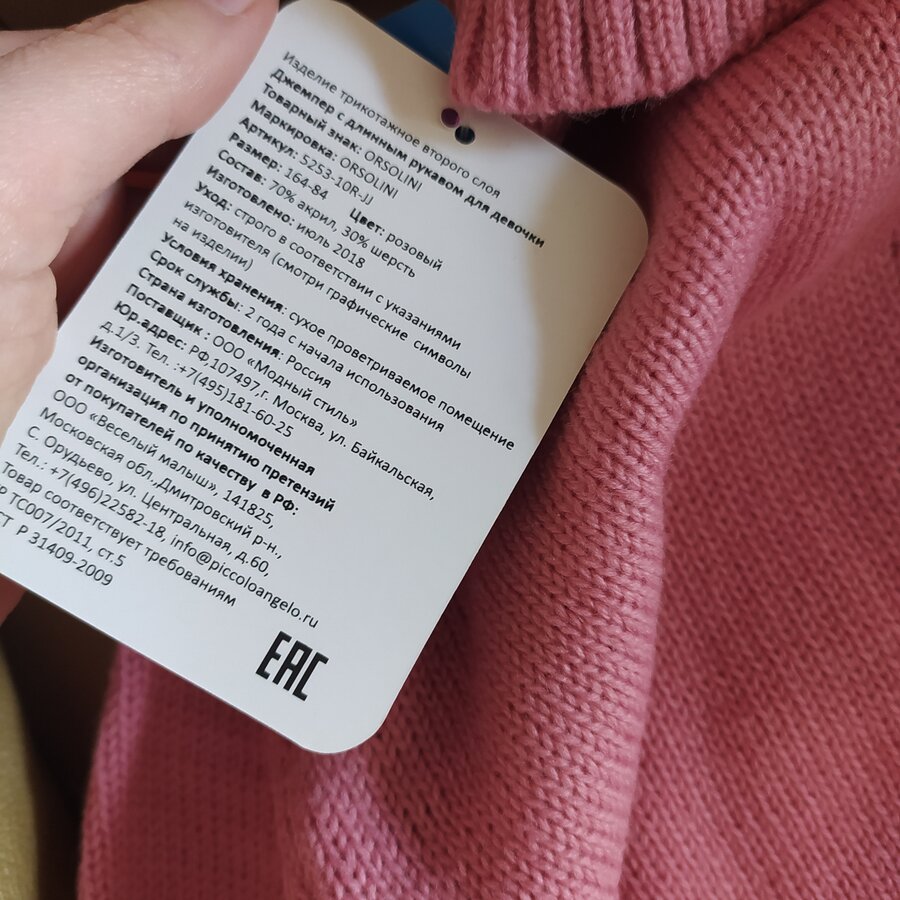 Изделие трикотажное второго слоя
Джемпер с длинным рукавом для девочки
Товарный знак: ORSOLINI
Маркировка: ORSOLINI
Артикул: 5253-10R-JJ
Размер: 164-84 Цвет: розовый
Состав: 70% акрил, 30% шерсть
Изготовлено: июль 2018
Уход: строго в соответствии с указаниями
изготовителя (смотри графические символы
на изделии)
Условия хранения: сухое проветриваемое помещение
Срок службы: 2 года с начала использования
Страна изготовления: Россия
Поставщик : ООО «Модный стиль»
Юр.адрес: РФ,107497,г. Москва, ул. Байкальская,
д.1/3. Тел. :+7(495)181-60-25
Изготовитель и уполномоченная
организация по принятию претензий
от покупателей по качеству в РФ:
ООО «Веселый малыш», 141825,
Московская обл.,Дмитровский р-н.,
С. Орудьево, ул. Центральная, д.60,
Тел.: +7(496)22582-18, info@piccoloangelo.ru
Товар соответствует требованиям
Р ТС007/2011, ст.5
СТ Р 31409-2009
EAC